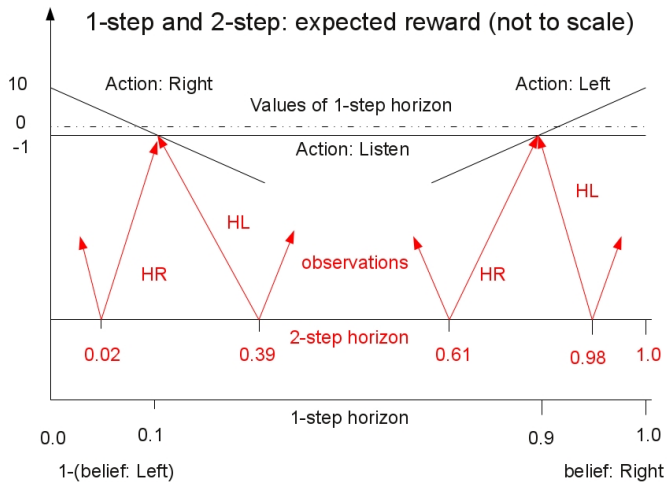 1-step and 2-step: expected reward (not to scale)
10
Action: Right
Action: Left
Values of 1-step horizon
0
-1
Action: Listen
HL
HL
HR
observations
HR
2-step horizon
0.02
0.39
0.61
0.98
1.0
1-step horizon
0.0
0.1
0.9
1.0
1-(belief: Left)
belief: Right